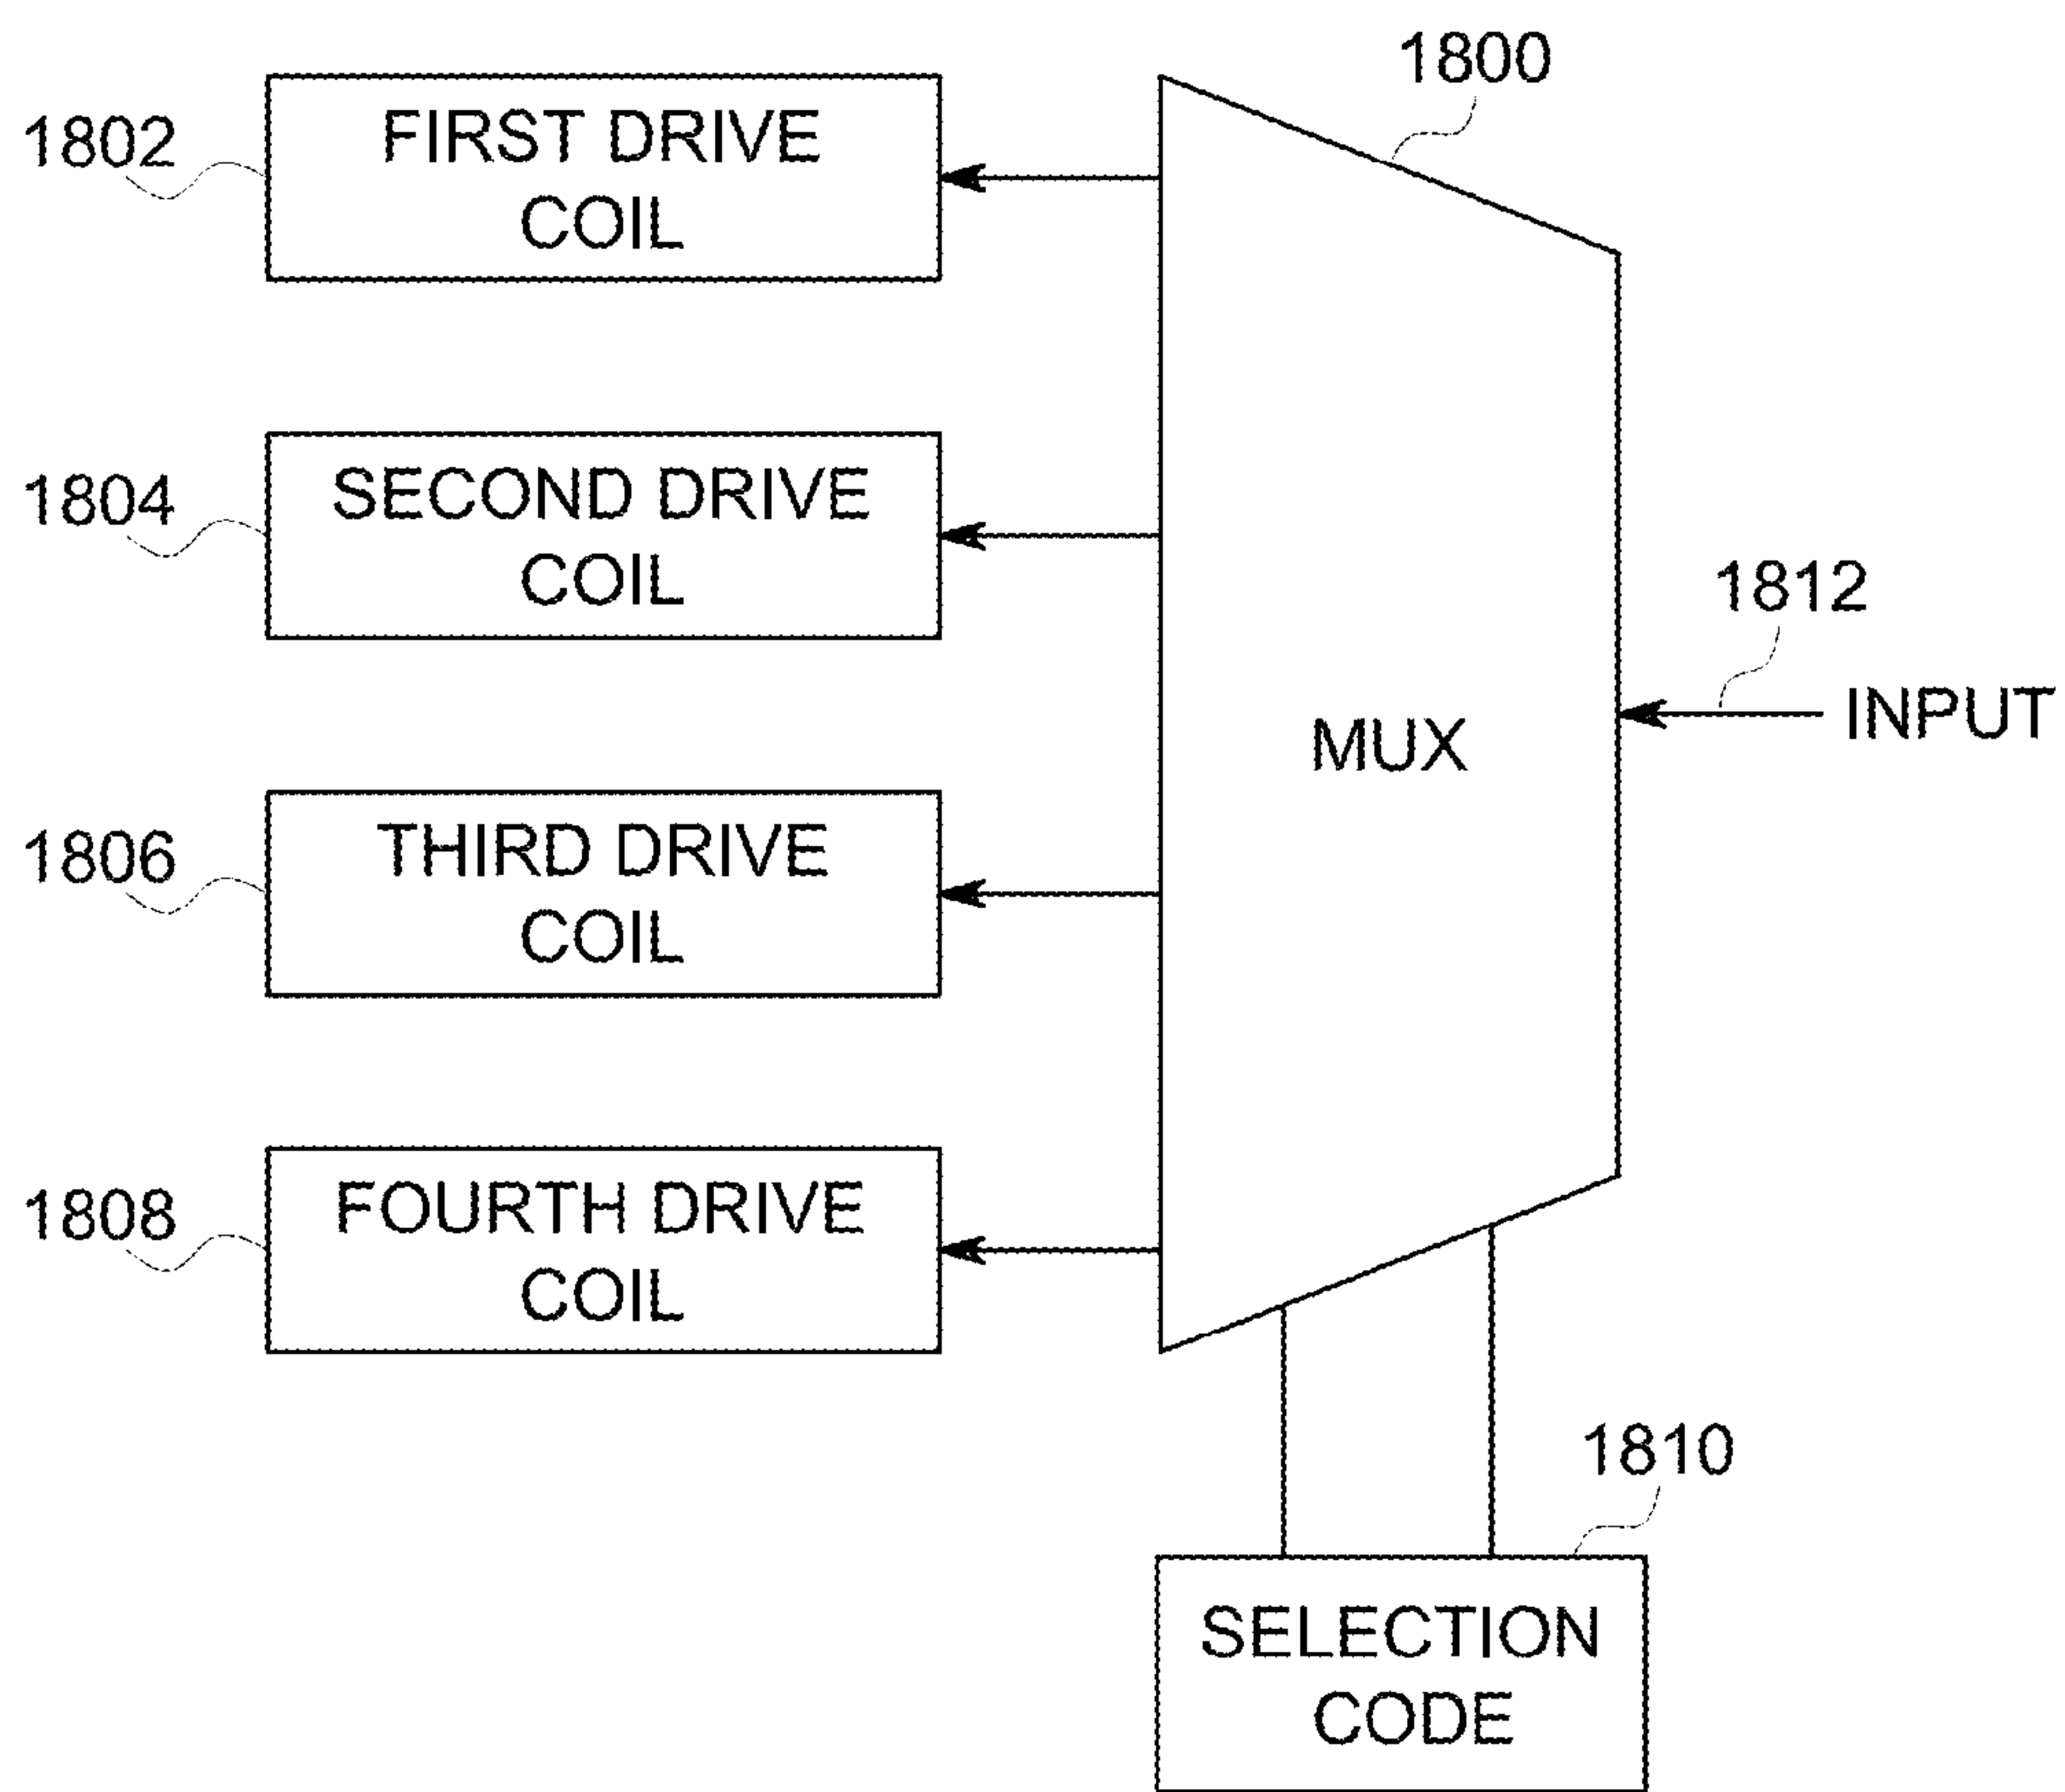 1800
1802
FIRST DRIVE
COIL
1804
SECOND DRIVE
COIL
1812
INPUT
MUX
1806
THIRD DRIVE
COIL
1808
FOURTH DRIVE
COIL
1810
SELECTION
CODE